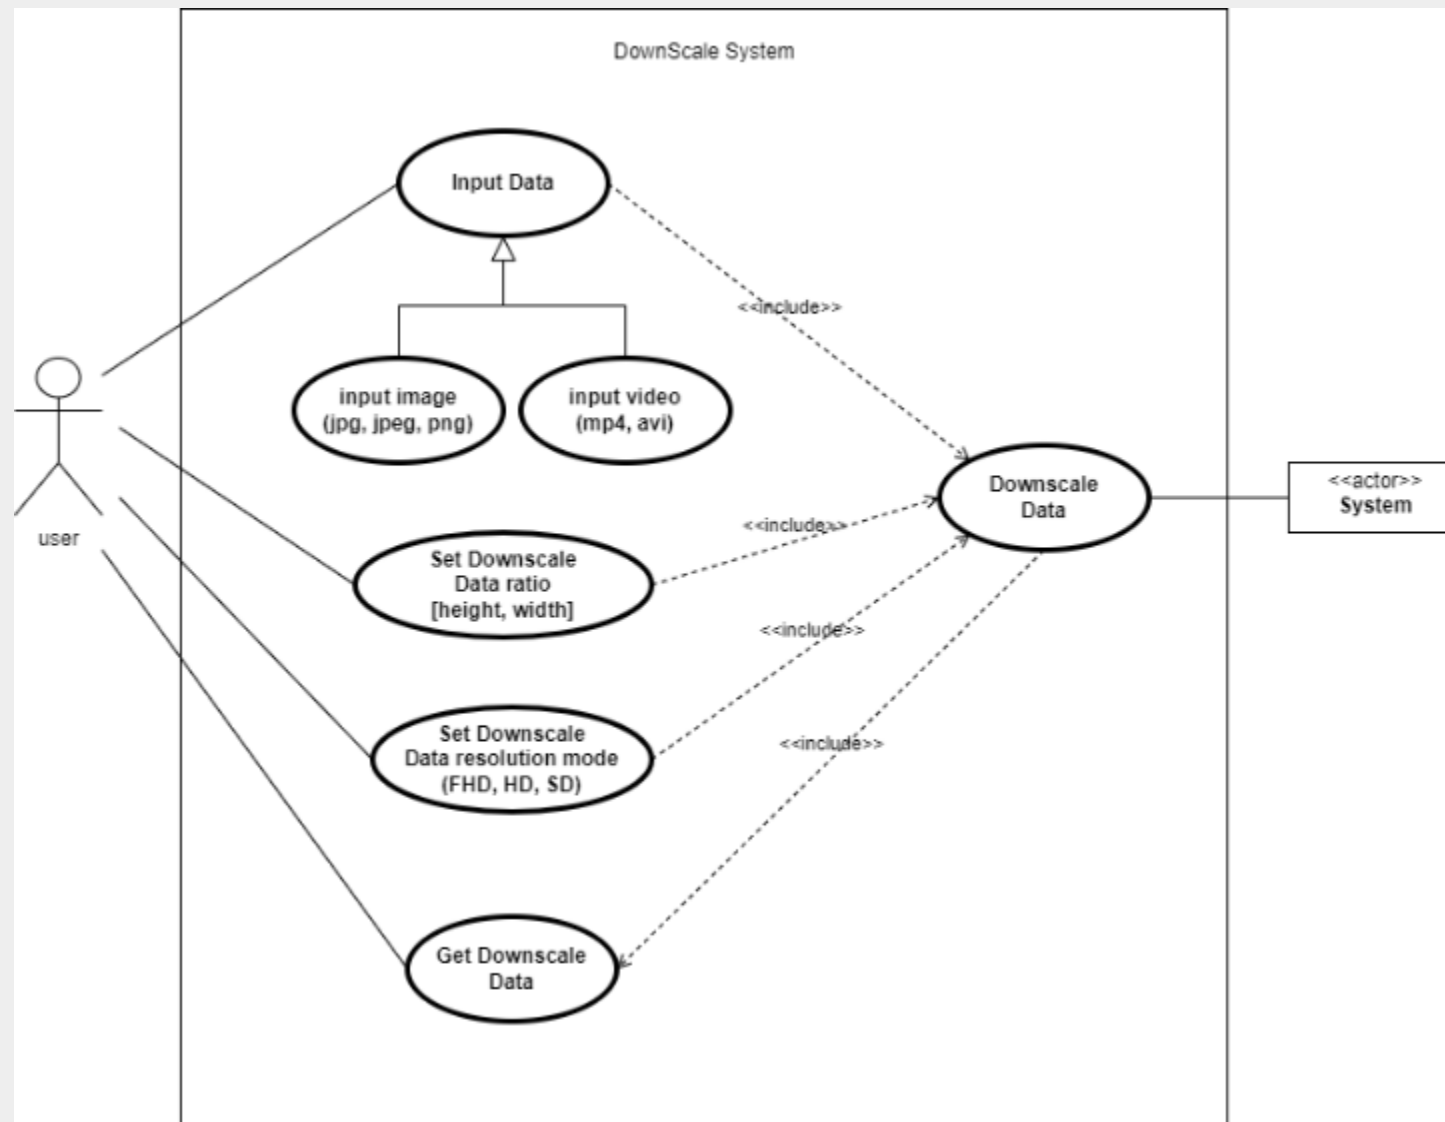 DownScale System
Input Data
<<include>>
input image
(jpg, jpeg, png)
input video
(mp4, avi)
<<actor>>
System
Downscale
Data
<<include>>
user
Set Downscale
Data ratio
[height, width]
<<include>>
Set Downscale
Data resolution mode
(FHD, HD, SD)
<<include>>
Get Downscale
Data